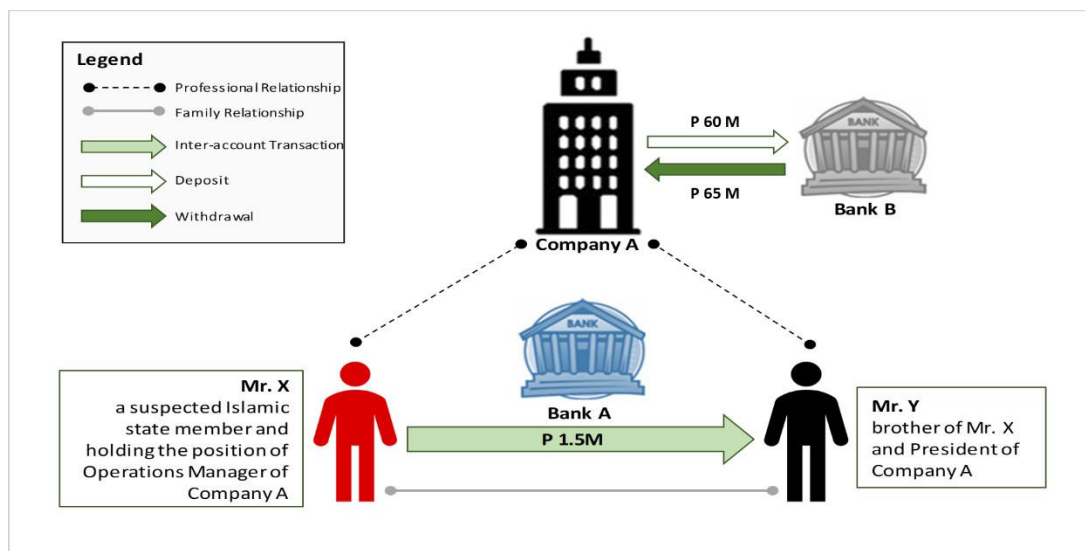 Legend
Professional Relationship
Family Relationship
Inter-account Transaction
Deposit
Withdrawal
P 60 M
P 65 M
BANK
Bank B
Company A
BANK
Bank A
P 1.5M
Mr. X
a suspected Islamic
state member and
holding the position of
Operations Manager of
Company A
Mr. Y
brother of Mr. X
and President of
Company A